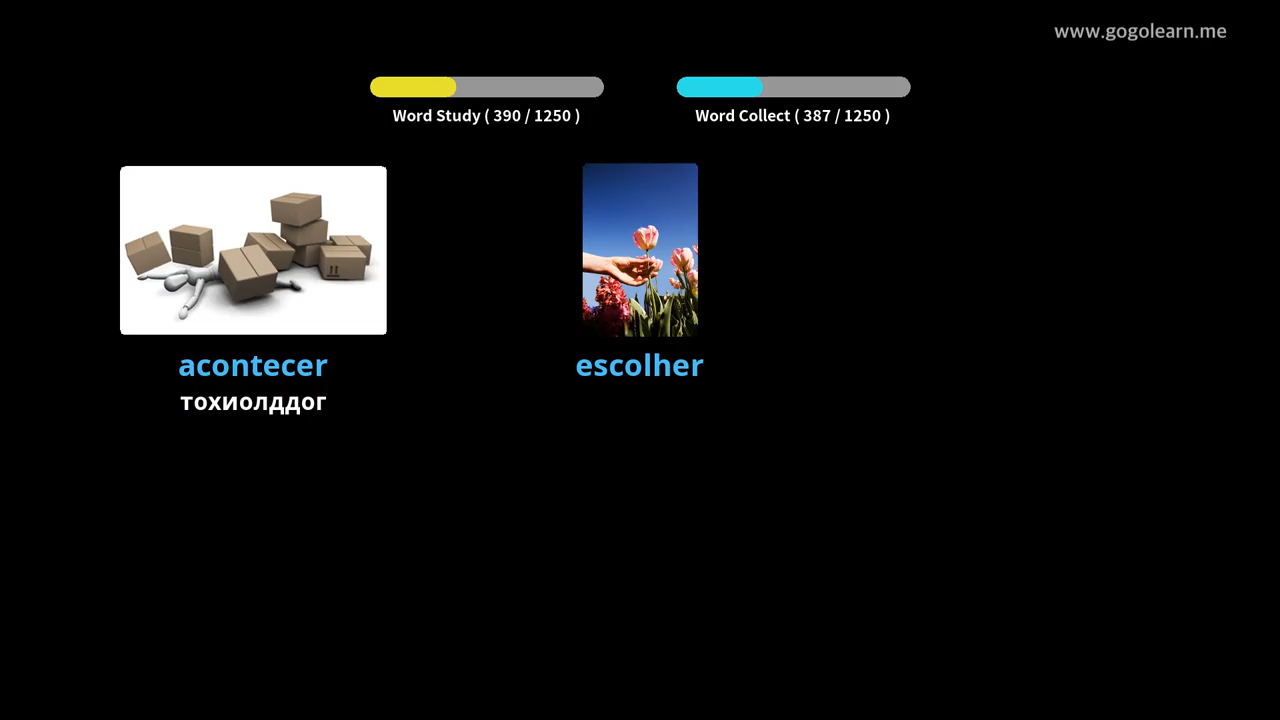 www.gogolearn.me
Word Study ( 390 / 1250 )
Word Collect ( 387 / 1250 )
acontecer
тохиолддог
escolher